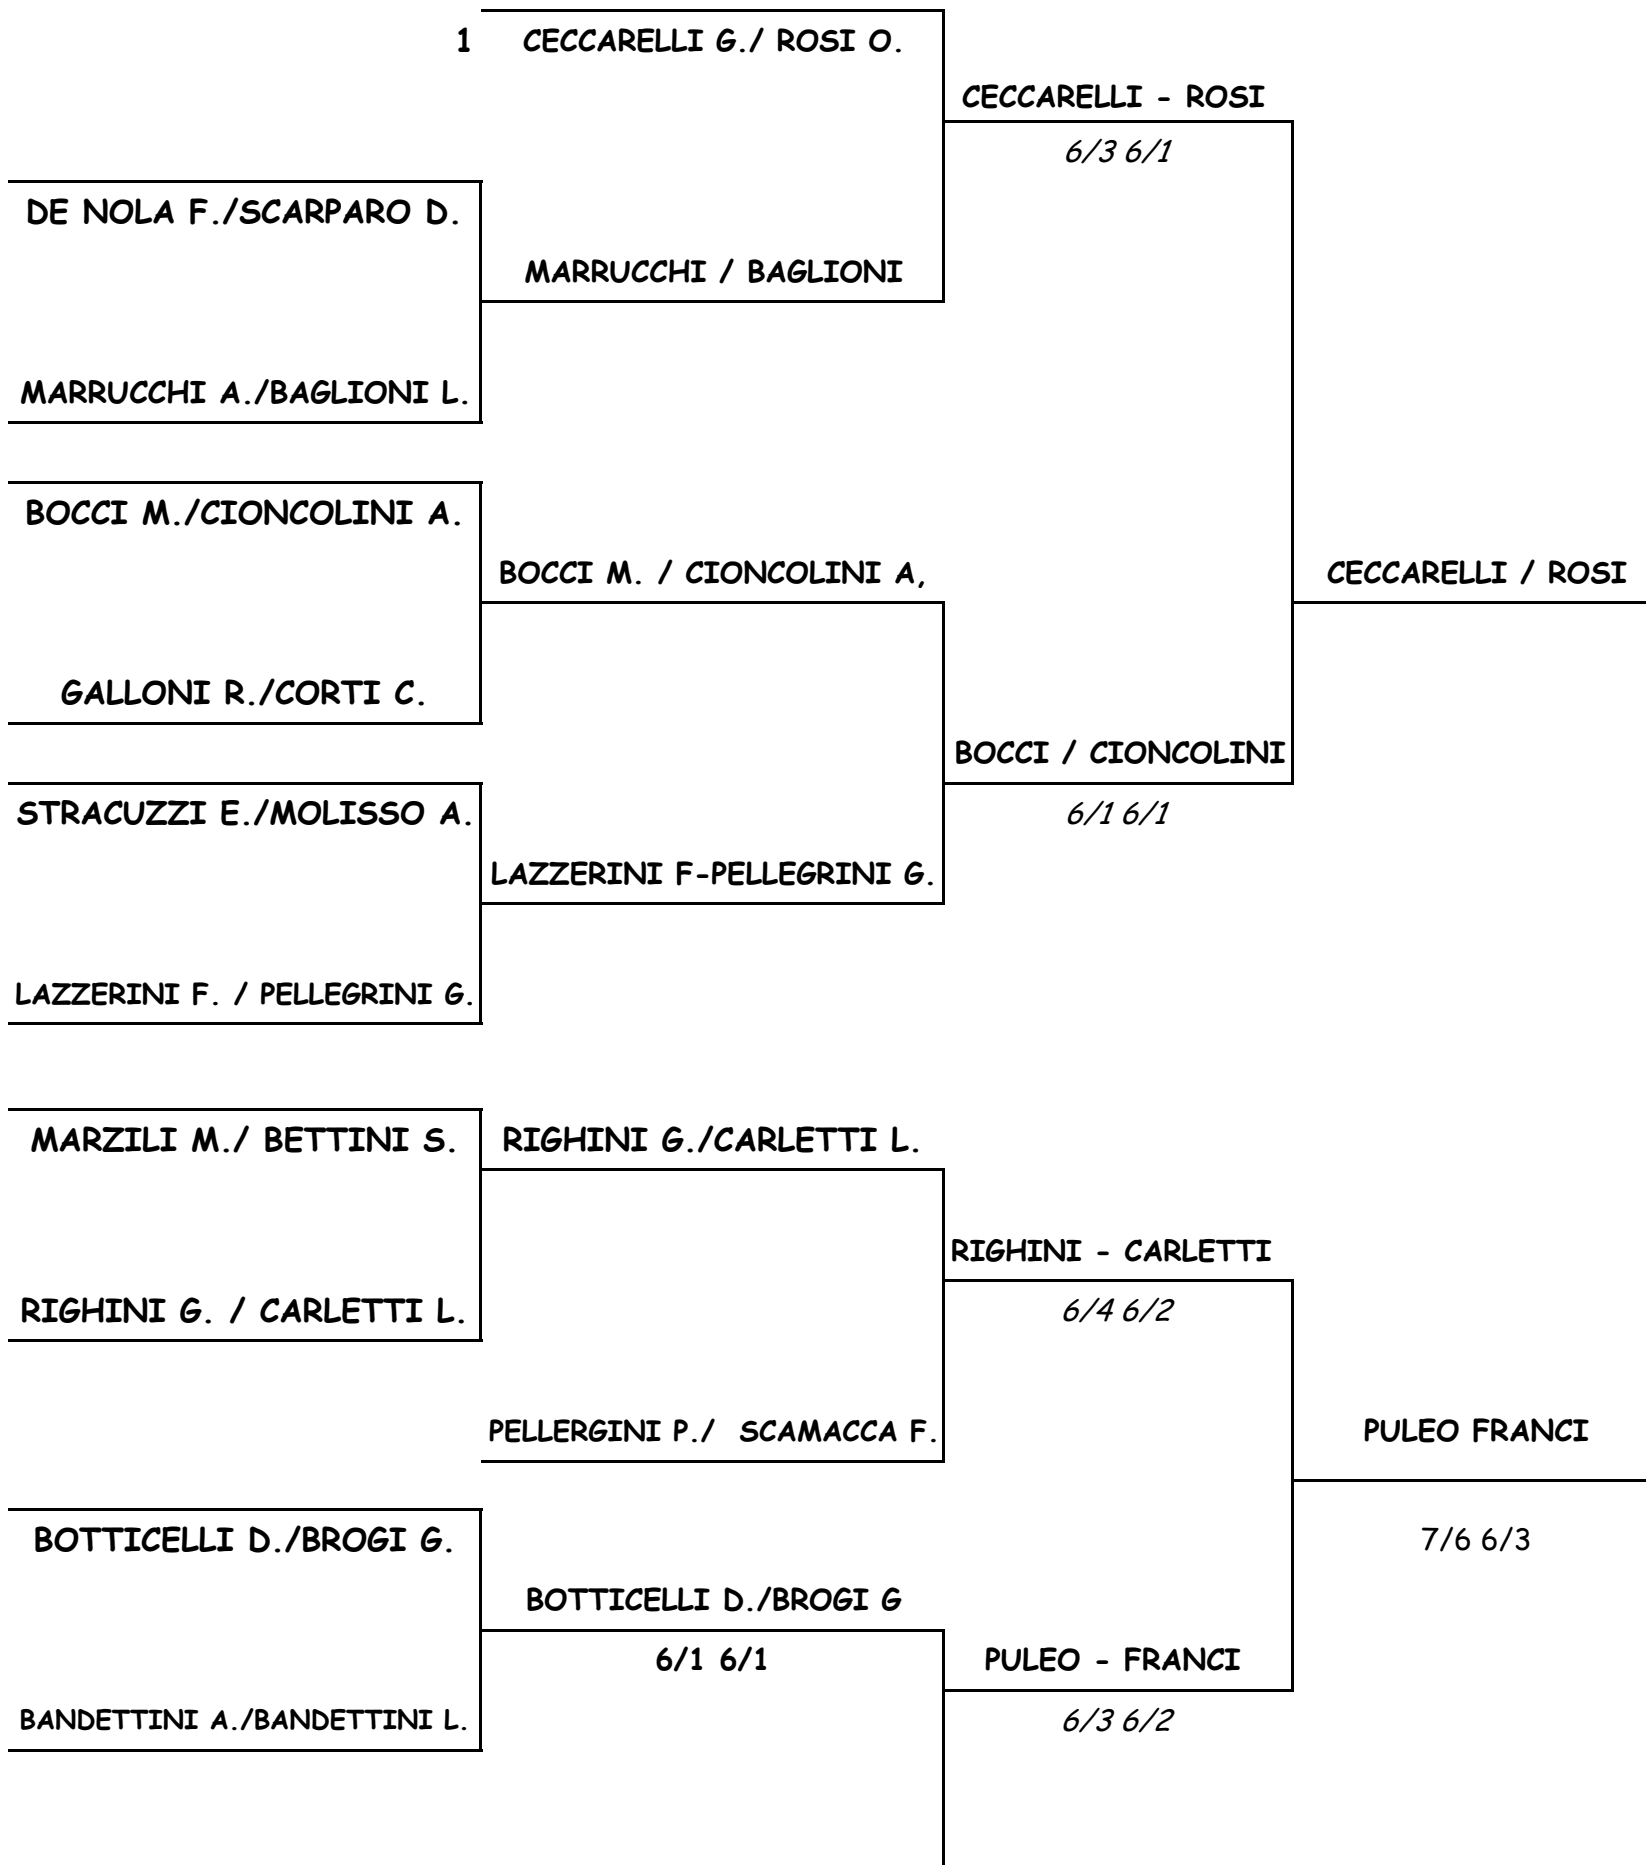 1 CECCARELLI G./ ROSI O.
CECCARELLI - ROSI
6/3 6/1
DE NOLA F./SCARPARO D.
MARRUCCHI / BAGLIONI
MARRUCCHI A./BAGLIONI L.
BOCCI M./CIONCOLINI A.
BOCCI M. / CIONCOLINI A,
CECCARELLI / ROSI
GALLONI R./CORTI C.
BOCCI / CIONCOLINI
STRACUZZI E./MOLISSO A.
6/1 6/1
LAZZERINI F-PELLEGRINI G.
LAZZERINI F. / PELLEGRINI G.
MARZILI M./ BETTINI S.
RIGHINI G./CARLETTI L.
RIGHINI - CARLETTI
RIGHINI G. / CARLETTI L.
6/4 6/2
PELLERGINI P./ SCAMACCA F.
PULEO FRANCI
BOTTICELLI D./BROGI G.
7/6 6/3
BOTTICELLI D./BROGI G
6/1 6/1
PULEO - FRANCI
BANDETTINI A./BANDETTINI L.
6/3 6/2